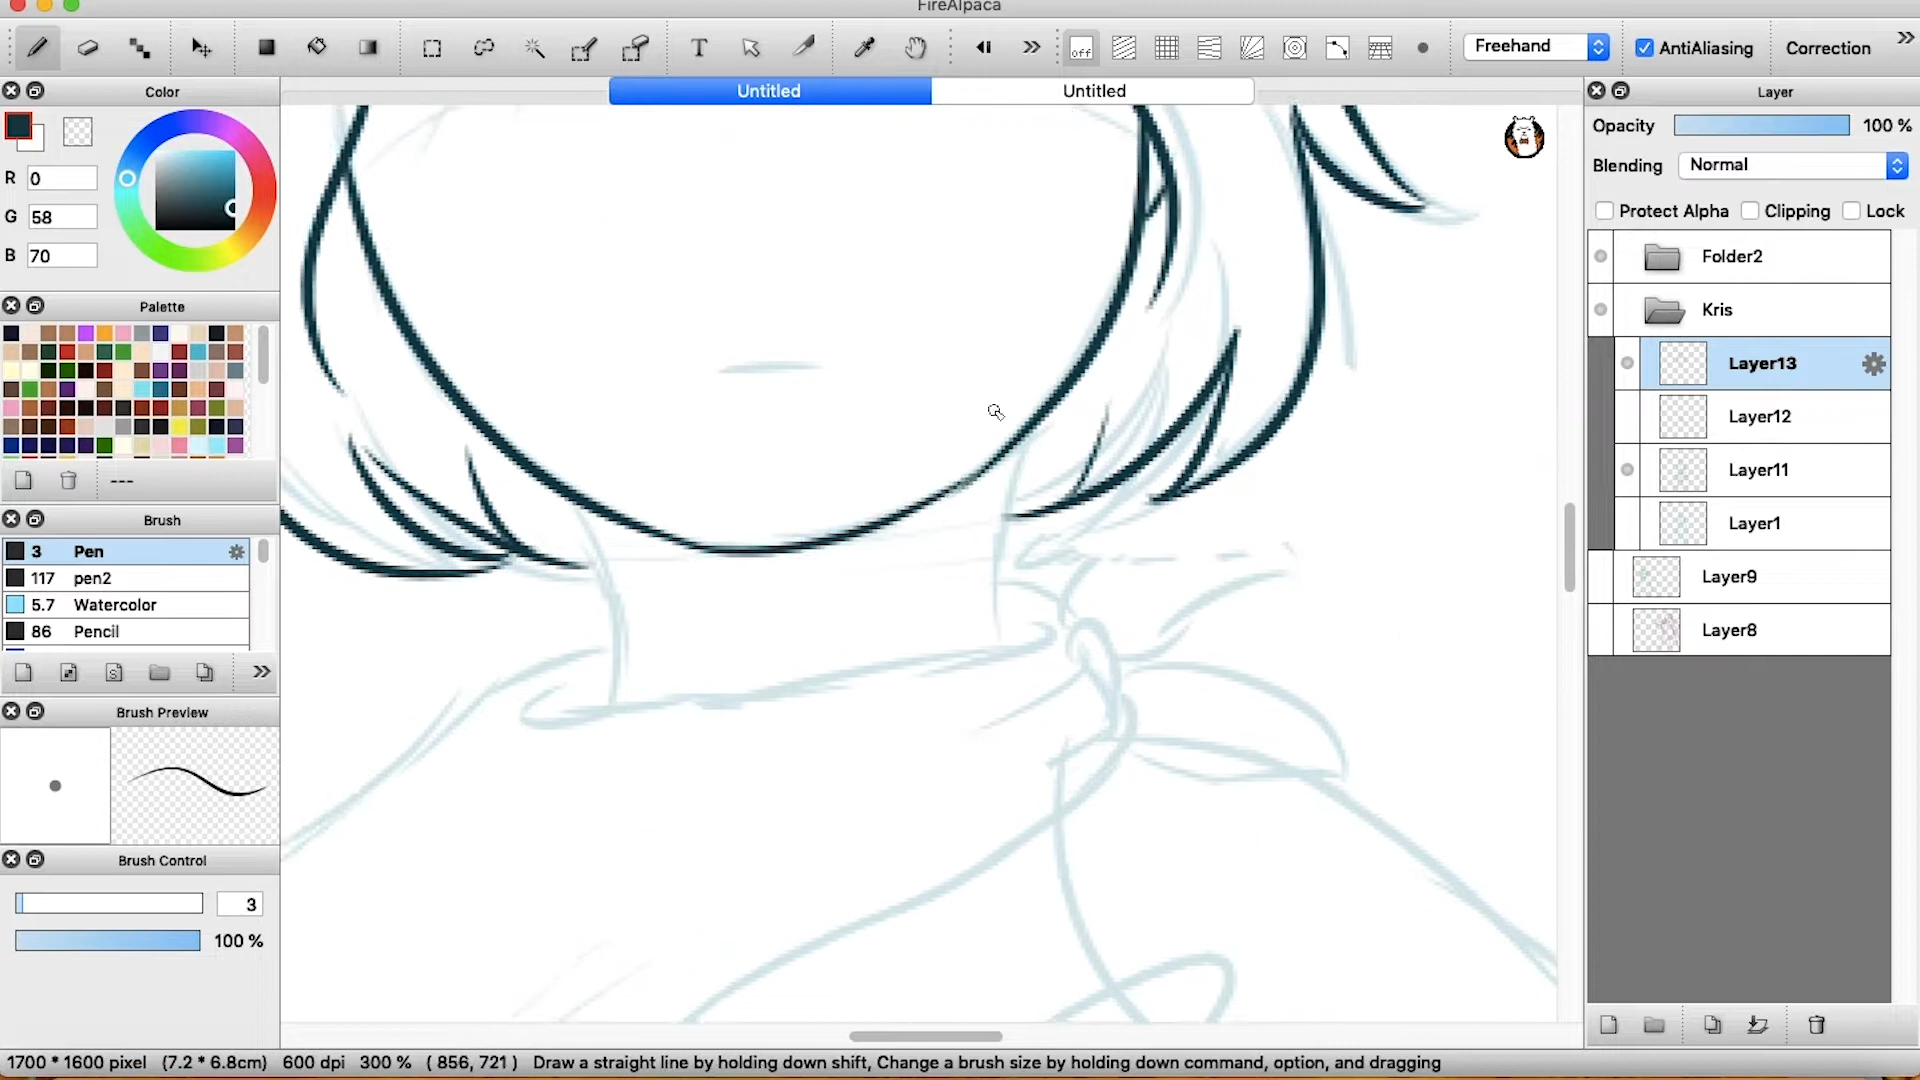 FireAlpaca
T
off
Freehand
AntiAliasing
Correction
Color
Untitled
Untitled
Layer
R 0
G 58
B 70
Opacity 100 %
Blending Normal
Protect Alpha Clipping Lock
Palette
---
Folder2
Kris
Layer13
Layer12
Layer11
Layer1
Layer9
Layer8
Brush
3 Pen
117 pen2
5.7 Watercolor
86 Pencil
S
Brush Preview
Brush Control
3
100 %
1700 * 1600 pixel (7.2 * 6.8cm) 600 dpi 300 % ( 856, 721 ) Draw a straight line by holding down shift, Change a brush size by holding down command, option, and dragging